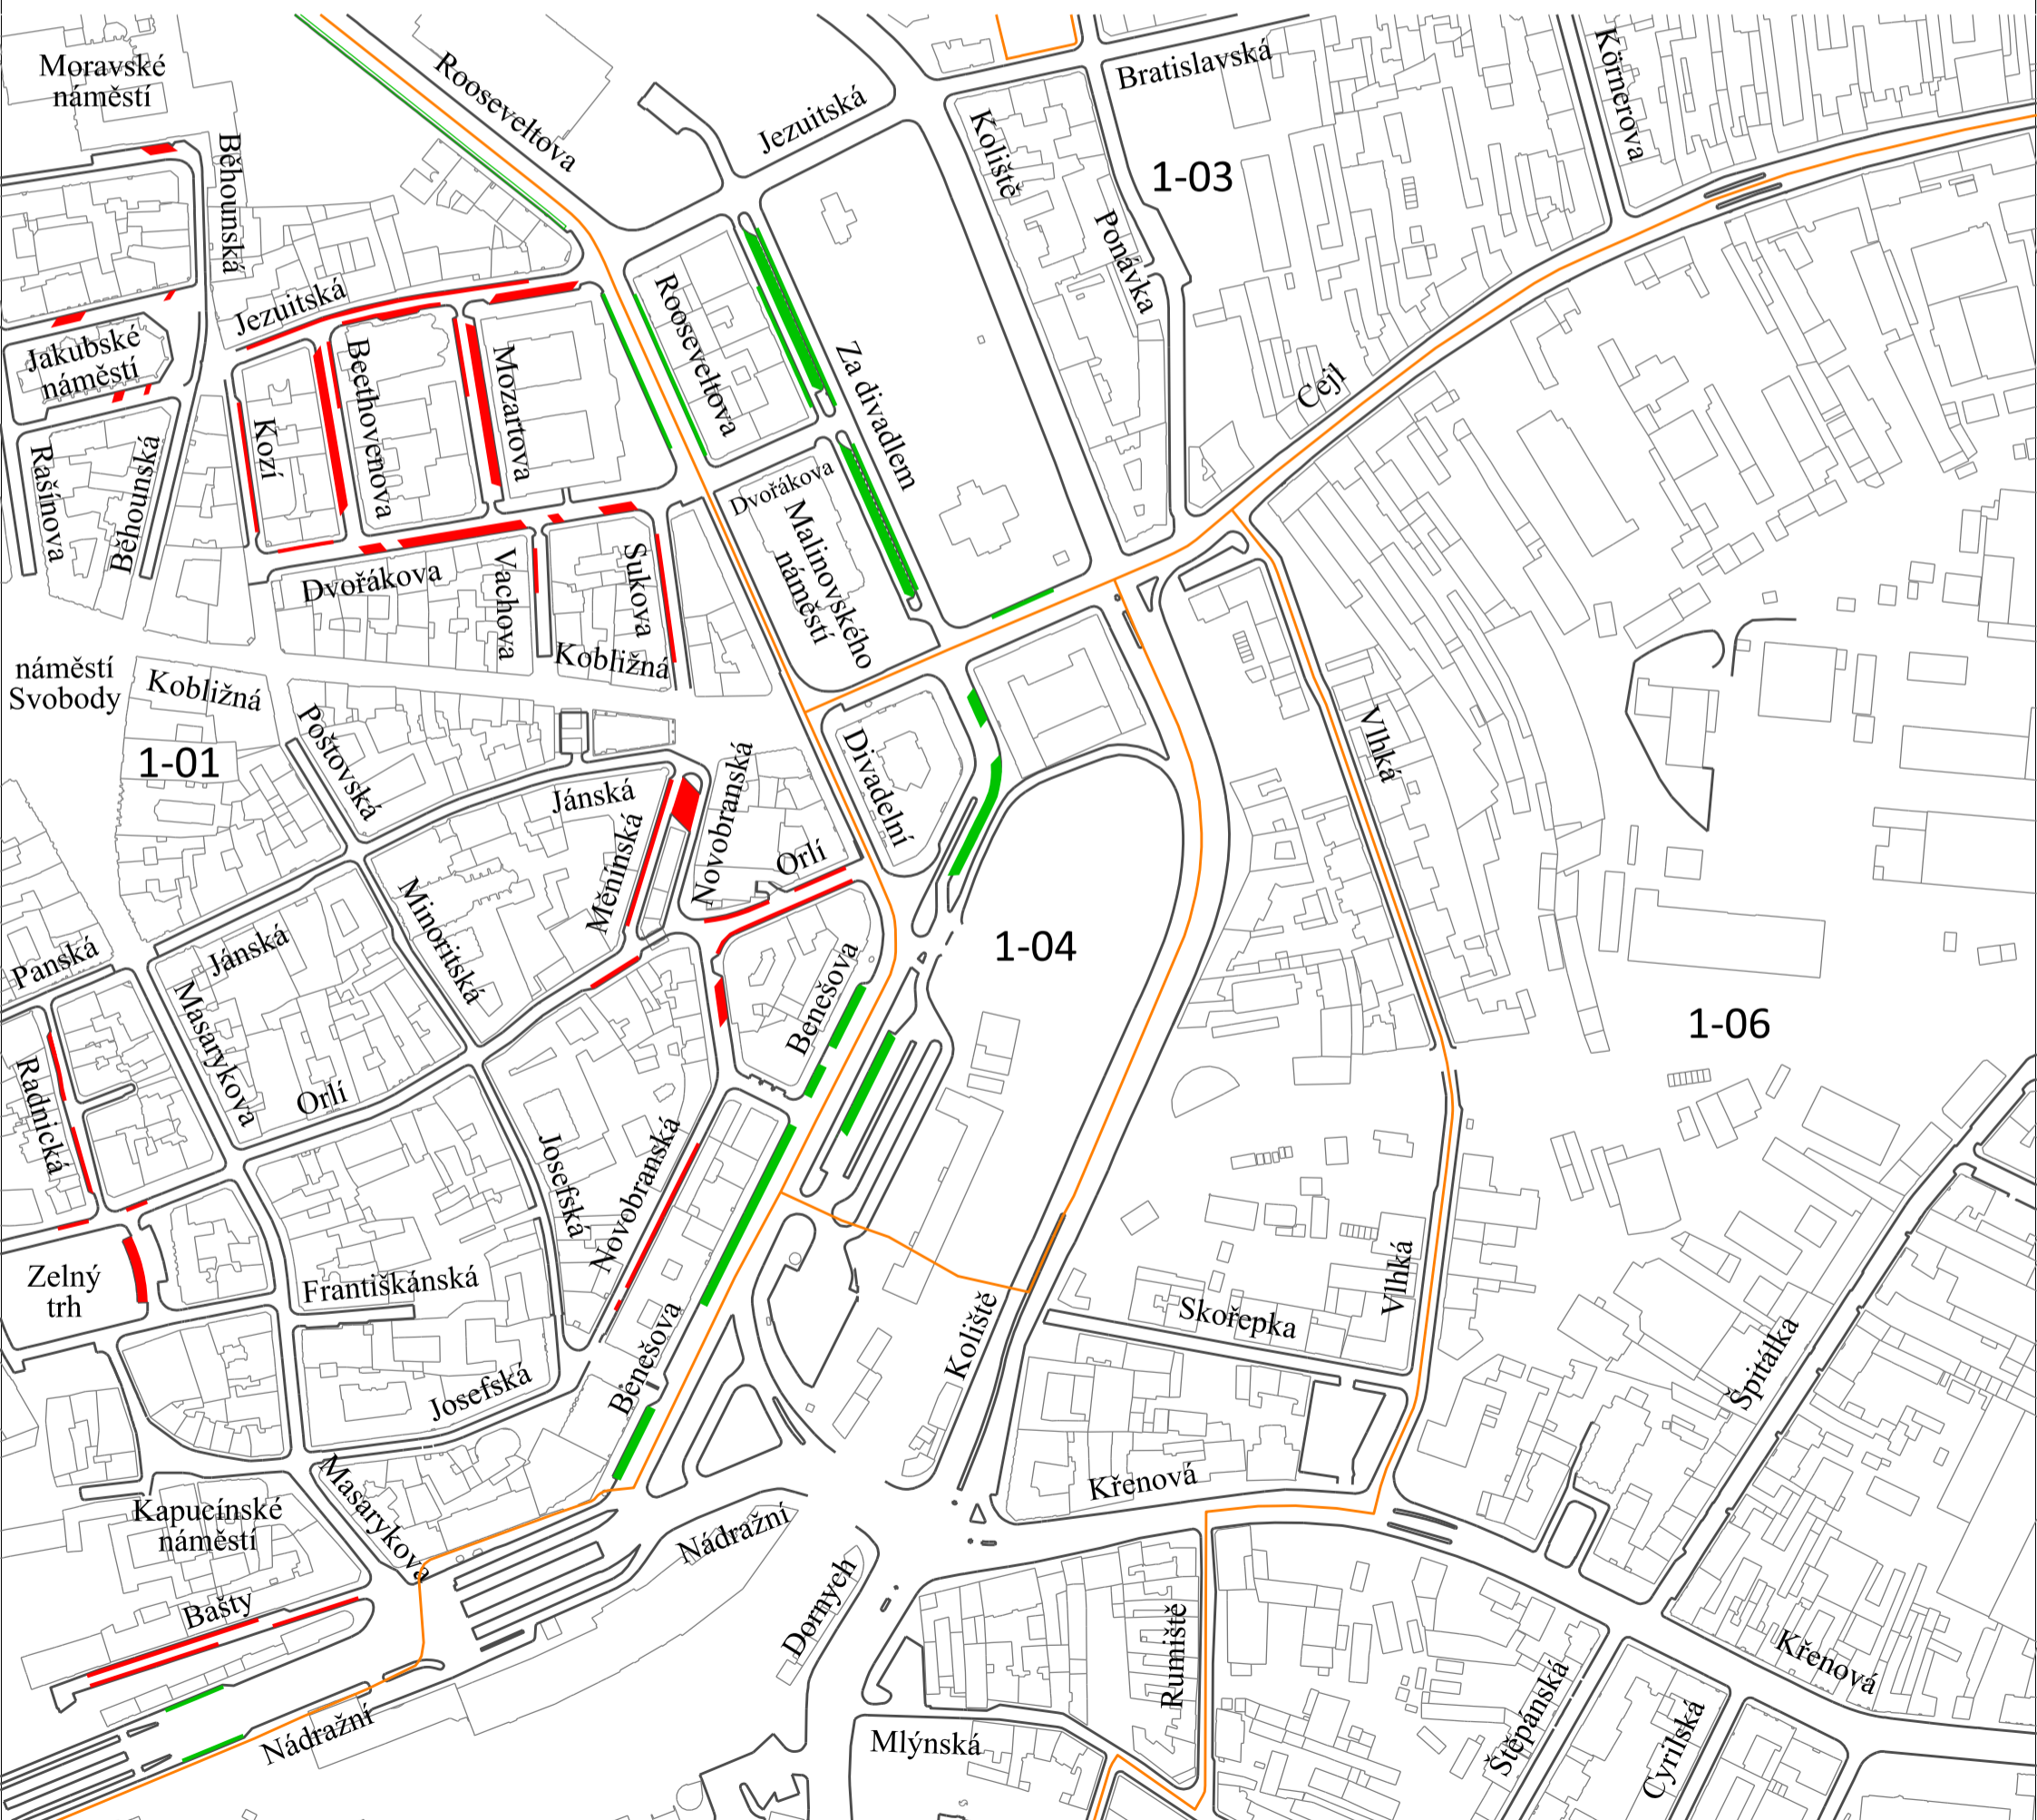 Moravské
náměstí
Rooseveltova
Jezuitská
Bratislavská
Körnerova
Koliště
1-03
Běhounská
Ponávka
Jezuitská
Rooseveltova
Jakubské
náměstí
Beethovenova
Mozartova
Za divadlem
Cejl
Kozí
Rašínova
Běhounská
Dvořákova
Malinovského
náměstí
Dvořákova
Vachova
Sukova
Kobližná
náměstí
Svobody
Kobližná
Poštovská
1-01
Vlhká
Divadelní
Novobranská
Jánská
Měnínská
Orlí
Minoritská
Jánská
Panská
Masarykova
Benešova
1-04
1-06
Radnická
Orlí
Josefská
Novobranská
Zelný
trh
Františkánská
Vlhká
Skořepka
Koliště
Benešova
Josefská
Špitálka
Křenová
Masarykova
Kapucínské
náměstí
Nádražní
Dornych
Bašty
Rumiště
Křenová
Štěpánská
Cyrilská
Nádražní
Mlýnská